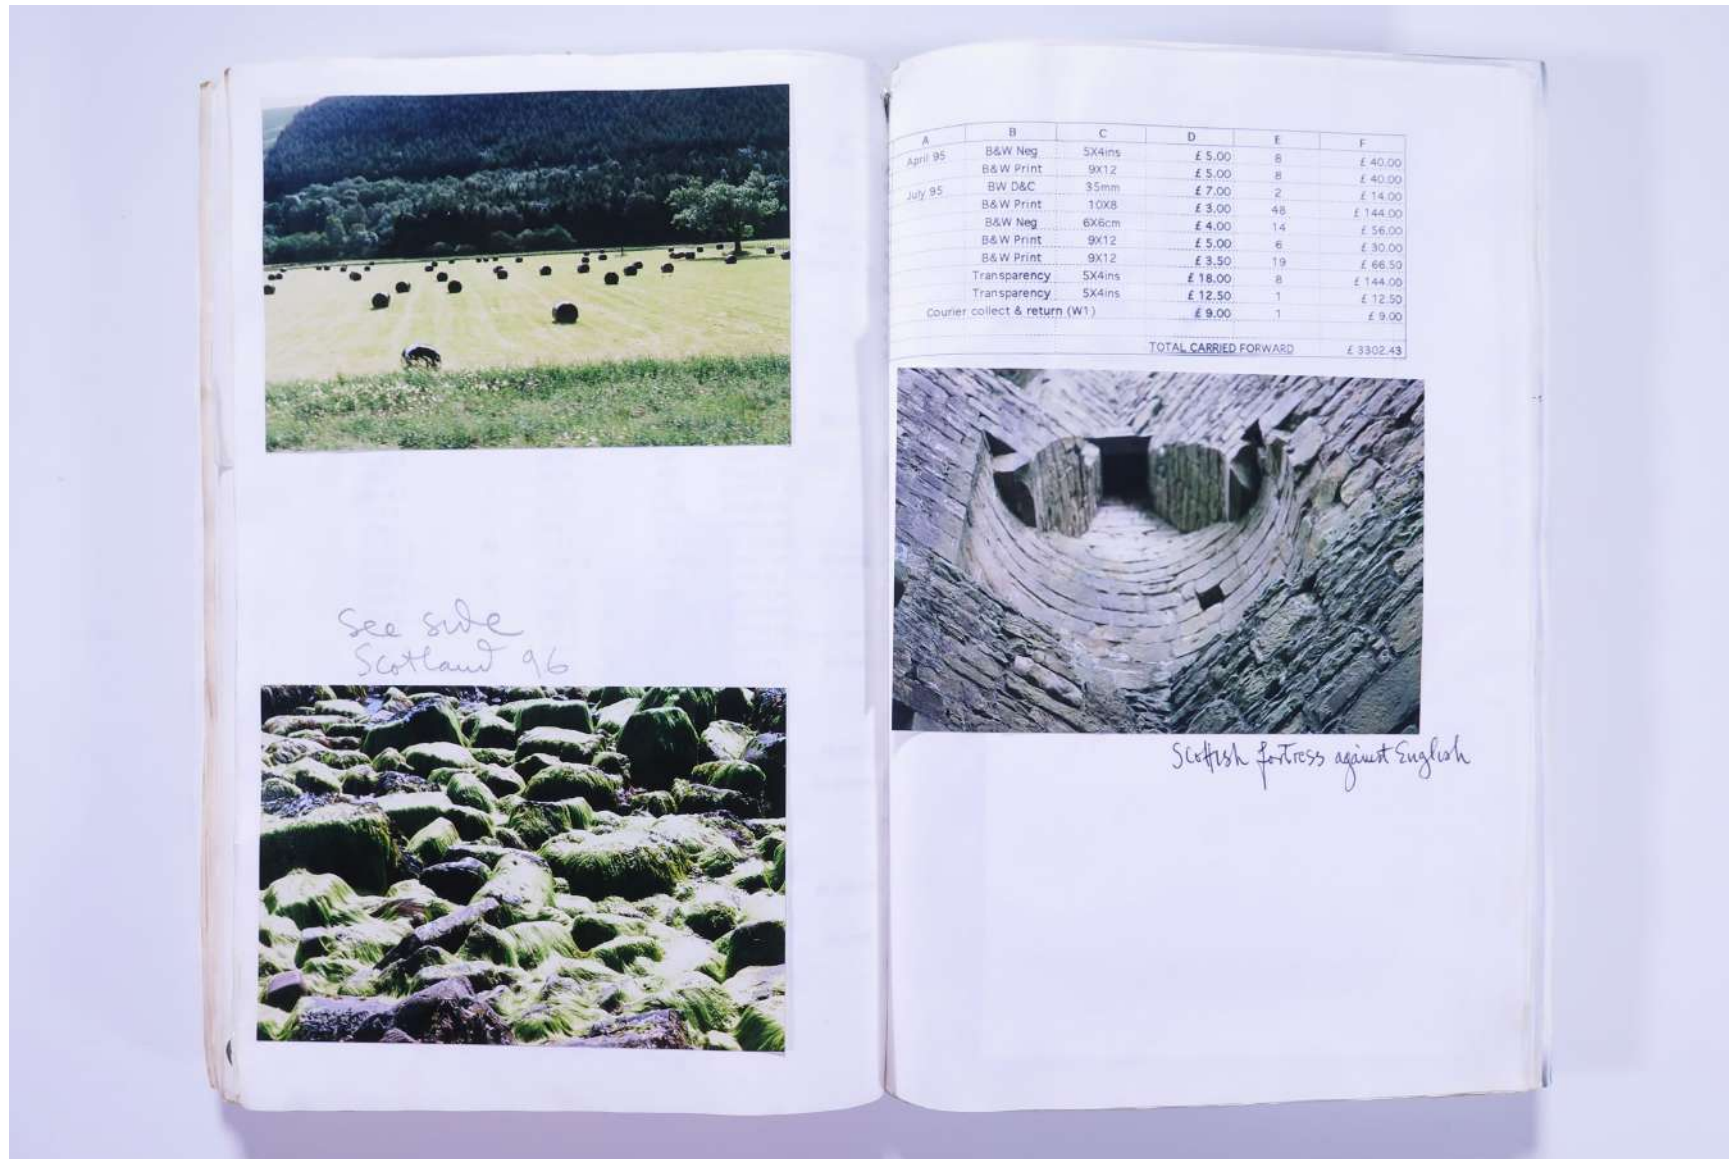 see side
Scotland 96
A B C D E F
April 95 B&W Neg 5X4ins £ 5.00 8 £ 40.00
B&W Print 9X12 £ 5.00 8 £ 40.00
July 95 BW D&C 35mm £ 7.00 2 £ 14.00
B&W Print 10X8 £ 3.00 48 £ 144.00
B&W Neg 6X6cm £ 4.00 14 £ 56.00
B&W Print 9X12 £ 5.00 6 £ 30.00
B&W Print 9X12 £ 3.50 19 £ 66.50
Transparency 5X4ins £ 18.00 8 £ 144.00
Transparency 5X4ins £ 12.50 1 £ 12.50
Courier collect & return (W1) £ 9.00 1 £ 9.00
TOTAL CARRIED FORWARD £ 3302.43
Scottish fortress against English